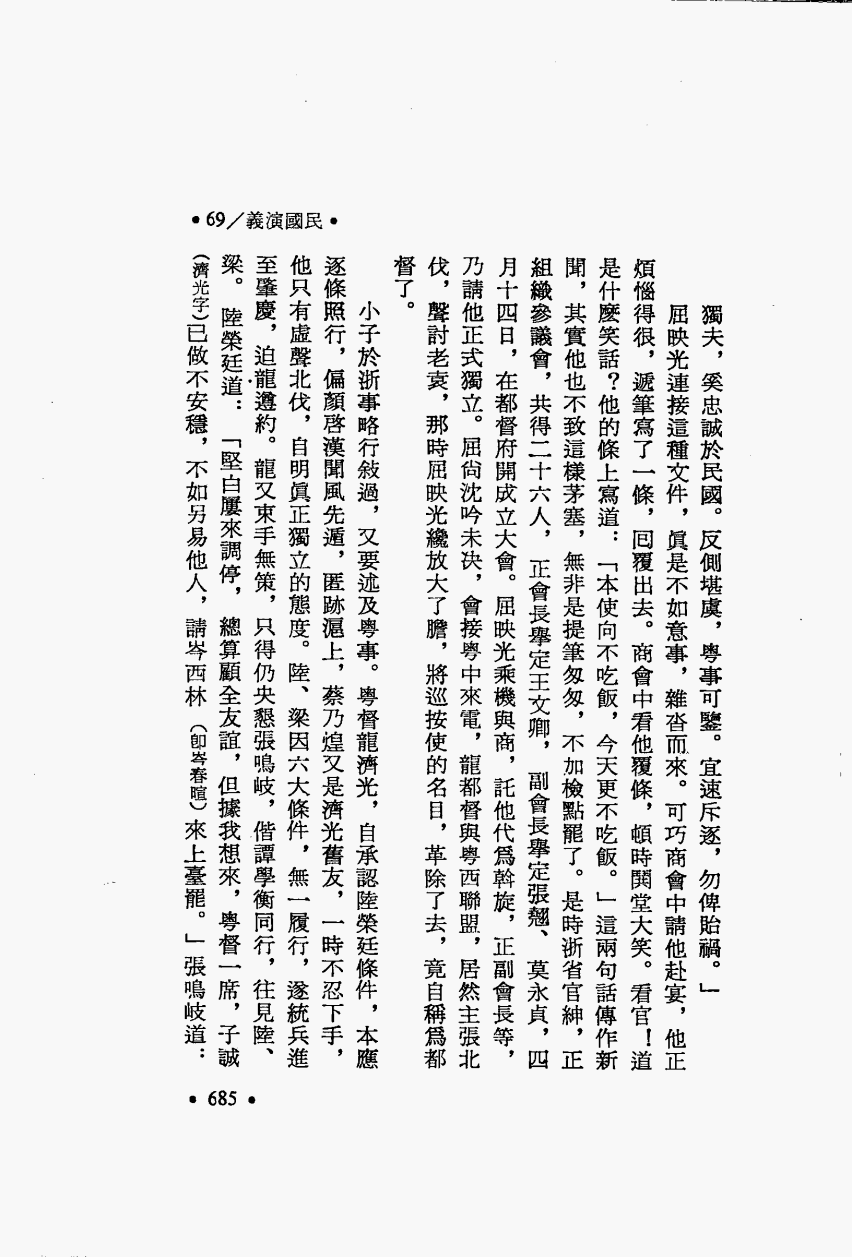 •69／義演國民•
獨夫，奚忠誠於民國。反側堪虞，粵事可鑒。宜速斥逐，勿俾貽禍。」
屈映光連接這種文件，眞是不如意事，雜沓而來。可巧商會中請他赴宴，他正
煩惱得很，遞筆寫了一條，囘覆出去。商會中看他覆條，頓時鬨堂大笑。看官！道
是什麼笑話？他的條上寫道：「本使向不吃飯，今天更不吃飯。」這兩句話傳作新
聞，其實他也不致這樣茅塞，無非是提筆匆匆，不加檢點罷了。是時浙省官紳，正
組織參議會，共得二十六人，正會長舉定王文卿，副會長舉定張翹、莫永貞，四
月十四日，在都督府開成立大會。屈映光乘機與商，託他代爲斡旋，正副會長等，
乃請他正式獨立。屈尙沈吟未決，會接粵中來電，龍都督與粵西聯盟，居然主張北
伐，聲討老袁，那時屈映光纔放大了膽，將巡按使的名目，革除了去，竟自稱爲都
督了。
小子於浙事略行敍過，又要述及粵事。粵督龍濟光，自承認陸榮廷條件，本應
逐條照行，偏顏啓漢聞風先遁，匿跡滬上，蔡乃煌又是濟光舊友，一時不忍下手，
他只有虛聲北伐，自明眞正獨立的態度。陸、梁因六大條件，無一履行，遂統兵進
至肇慶，迫龍遵約。龍又束手無策，只得仍央懇張鳴岐，偕譚學衡同行，往見陸、
梁。陸榮廷道：「堅白屢來調停，總算顧全友誼，但據我想來，粵督一席，子誠
（濟光字）已做不安穩，不如另易他人，請岑西林（卽岑春暄）來上臺罷。」張鳴岐道：
•685•